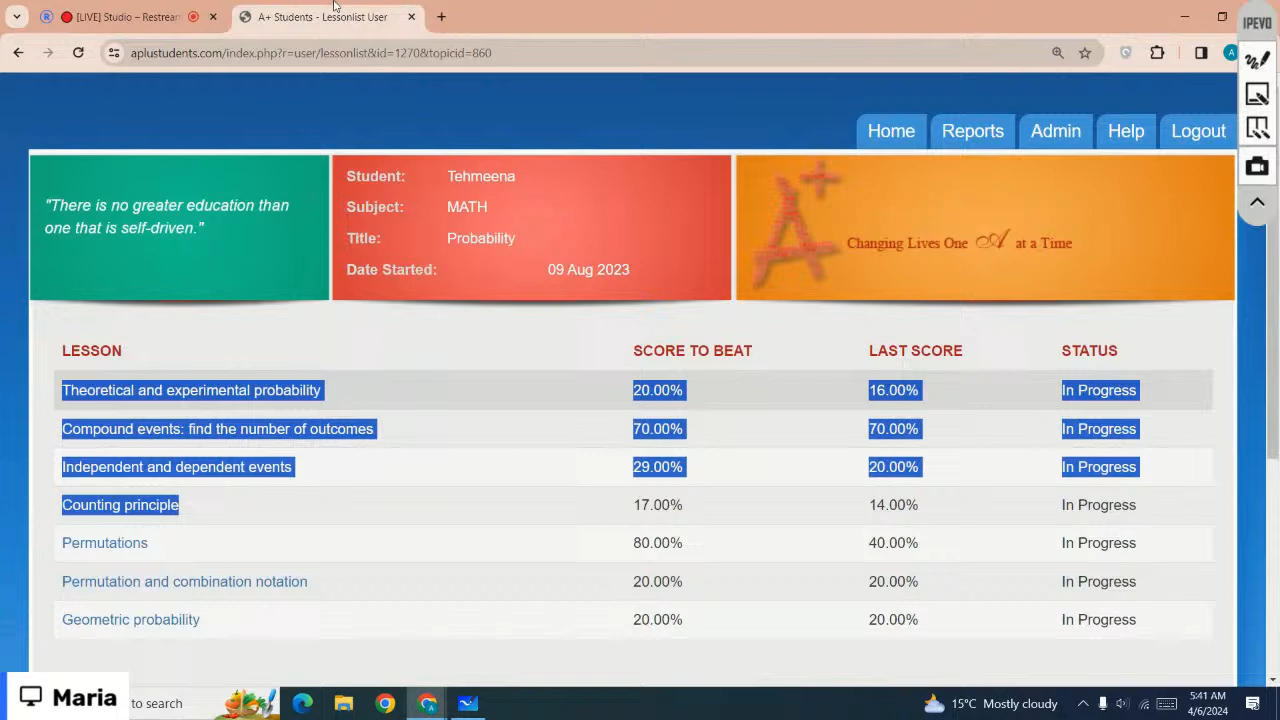 [LIVE] Studio – Restream
A+ Students - Lessonlist User
aplustudents.com/index.php?r=user/lessonlist&id=1270&topicid=860
IPEVO
Home Reports Admin Help Logout
"There is no greater education than
one that is self-driven."
Student: Tehmeena
Subject: MATH
Title: Probability
Date Started: 09 Aug 2023
A+ Changing Lives One A at a Time
LESSON SCORE TO BEAT LAST SCORE STATUS
Theoretical and experimental probability 20.00% 16.00% In Progress
Compound events: find the number of outcomes 70.00% 70.00% In Progress
Independent and dependent events 29.00% 20.00% In Progress
Counting principle 17.00% 14.00% In Progress
Permutations 80.00% 40.00% In Progress
Permutation and combination notation 20.00% 20.00% In Progress
Geometric probability 20.00% 20.00% In Progress
Maria
to search
15°C Mostly cloudy
5:41 AM
4/6/2024